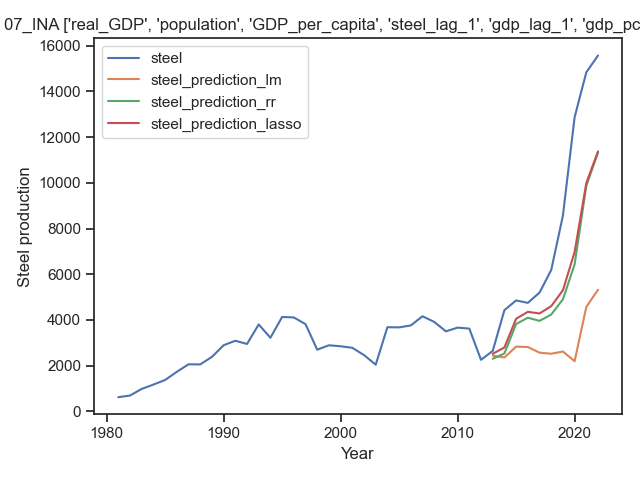 07_INA ['real_GDP', 'population', 'GDP_per_capita', 'steel_lag_1', 'gdp_lag_1', 'gdp_pc
16000
14000
12000
10000
8000
6000
4000
2000
0
Steel production
steel
steel_prediction_lm
steel_prediction_rr
steel_prediction_lasso
1980 1990 2000 2010 2020
Year